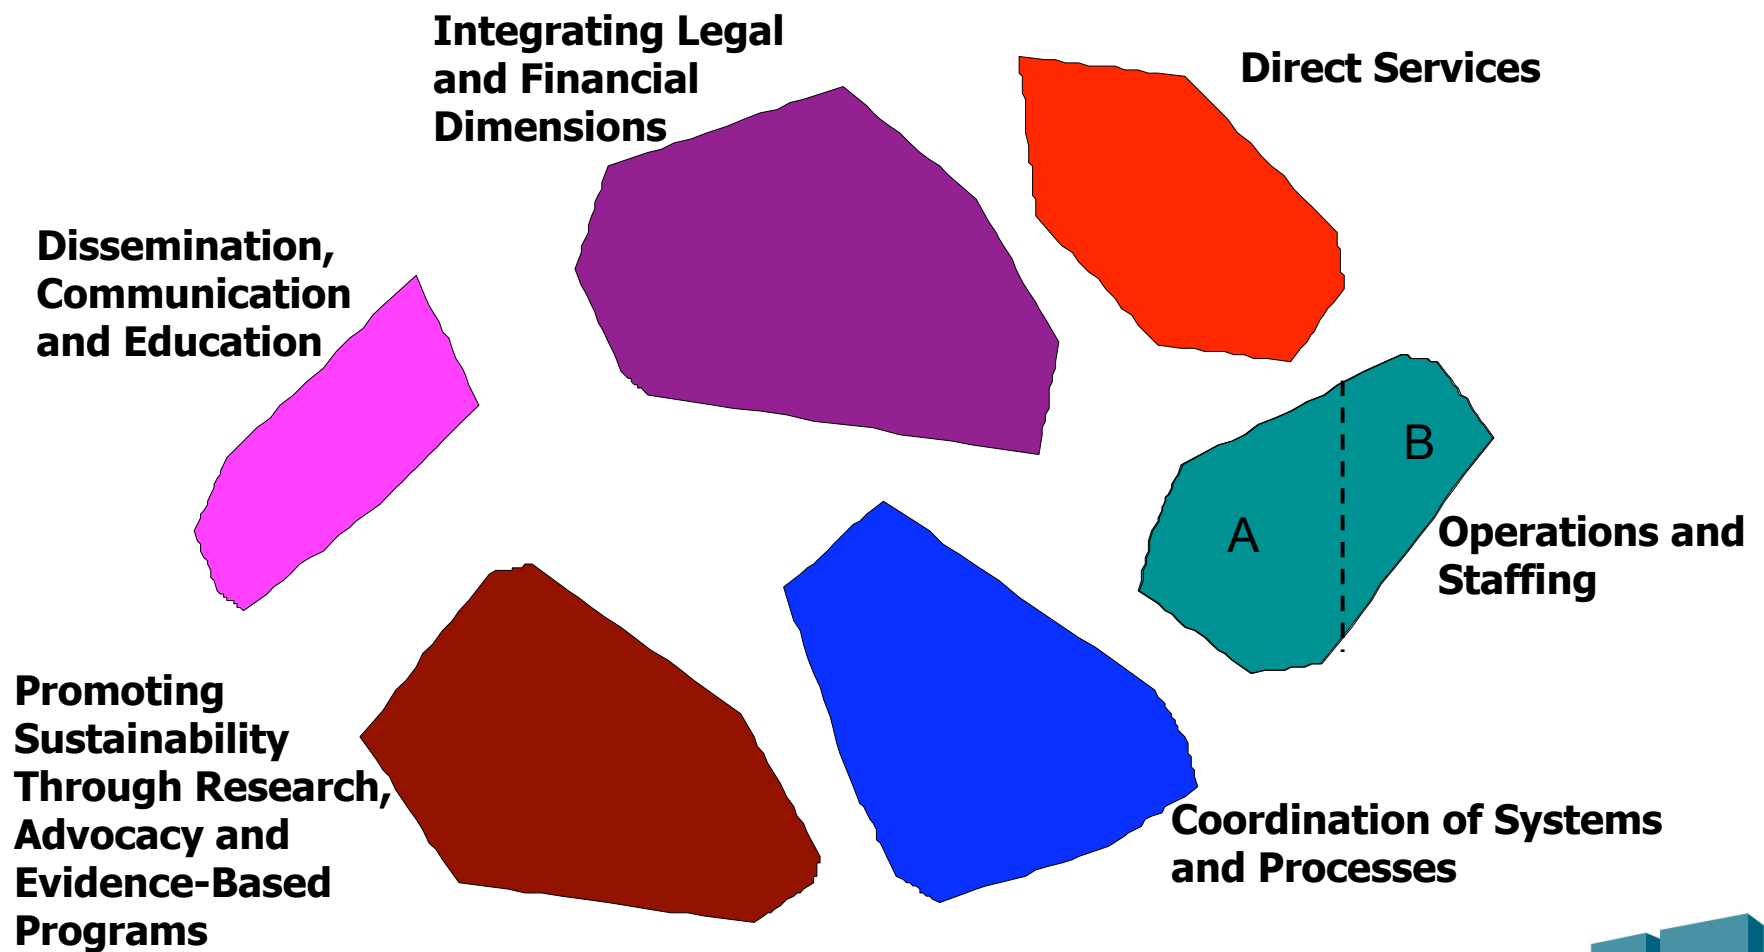 Integrating Legal
and Financial
Dimensions
Direct Services
Dissemination,
Communication
and Education
B
A
Operations and
Staffing
Promoting
Sustainability
Through Research,
Advocacy and
Evidence-Based
Programs
Coordination of Systems
and Processes